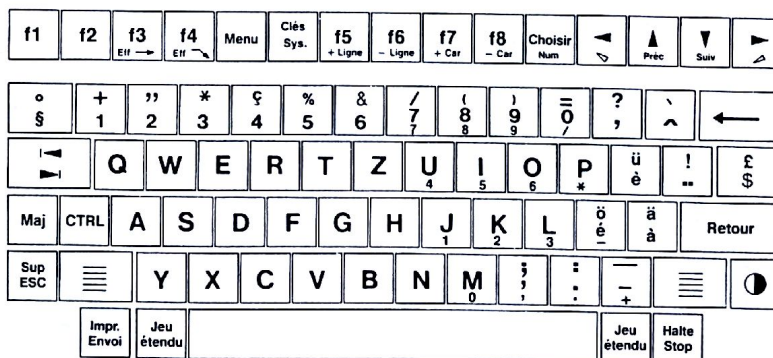 f1 f2 f3 f4 Menu Clés Sys. f5 f6 f7 f8 Choisir
Eff → Eff + Ligne - Ligne + Car - Car Num Préc Suiv
° + ,, * ç % & / ( ) = ? `
§ 1 2 3 4 5 6 7 8 9 0 , ^ ←
7 8 9 /
Q W E R T Z U I O P ü ! £
4 5 6 * è .. $
Maj CTRL A S D F G H J K L ö ä Retour
1 2 3 é à
–
Sup ESC Y X C V B N M ; : —
0 , . –
, +
Impr. Jeu Jeu Halte
Envoi étendu étendu Stop